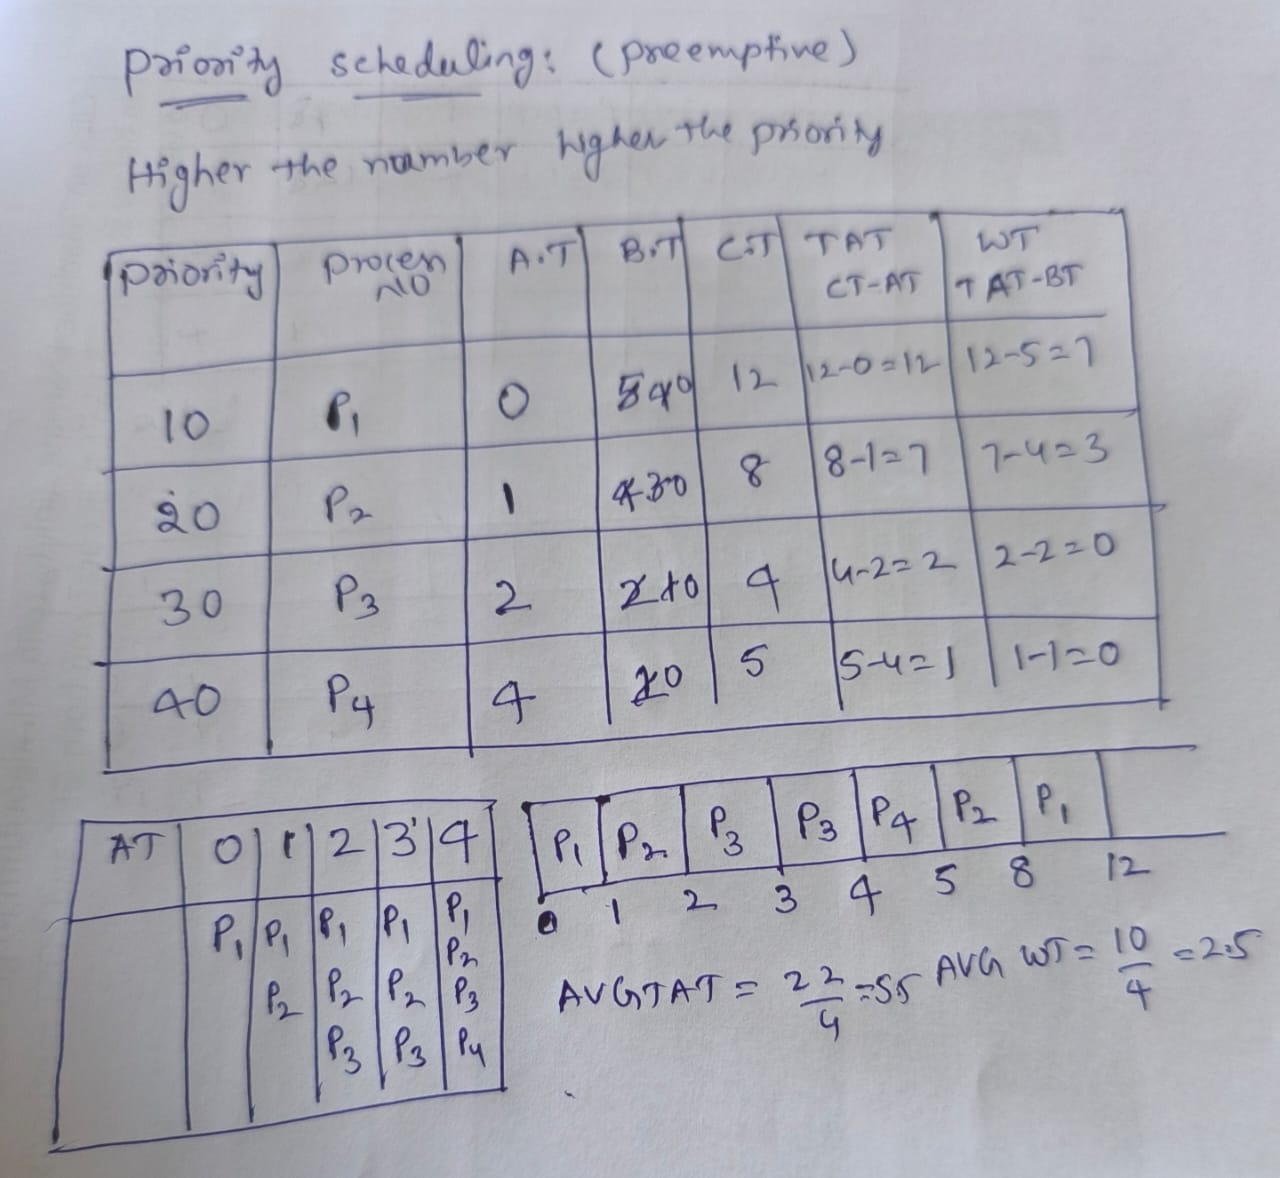 Priority scheduling: (preemptive)
Higher the number higher the priority
Priority Process NO A.T B.T C.T TAT CT-AT WT TAT-BT
10 P1 0 5 4 0 12 12-0=12 12-5=7
20 P2 1 4 3 0 8 8-1=7 7-4=3
30 P3 2 2 1 0 4 4-2=2 2-2=0
40 P4 4 1 0 5 5-4=1 1-1=0
AT 0 1 2 3 4
P1 P1 P1 P1 P1
P2 P2 P2 P2
P3 P3 P3
P4
P1 P2 P3 P3 P4 P2 P1
0 1 2 3 4 5 8 12
AVGTAT = 22/4 = 55 AVG WT = 10/4 = 2.5